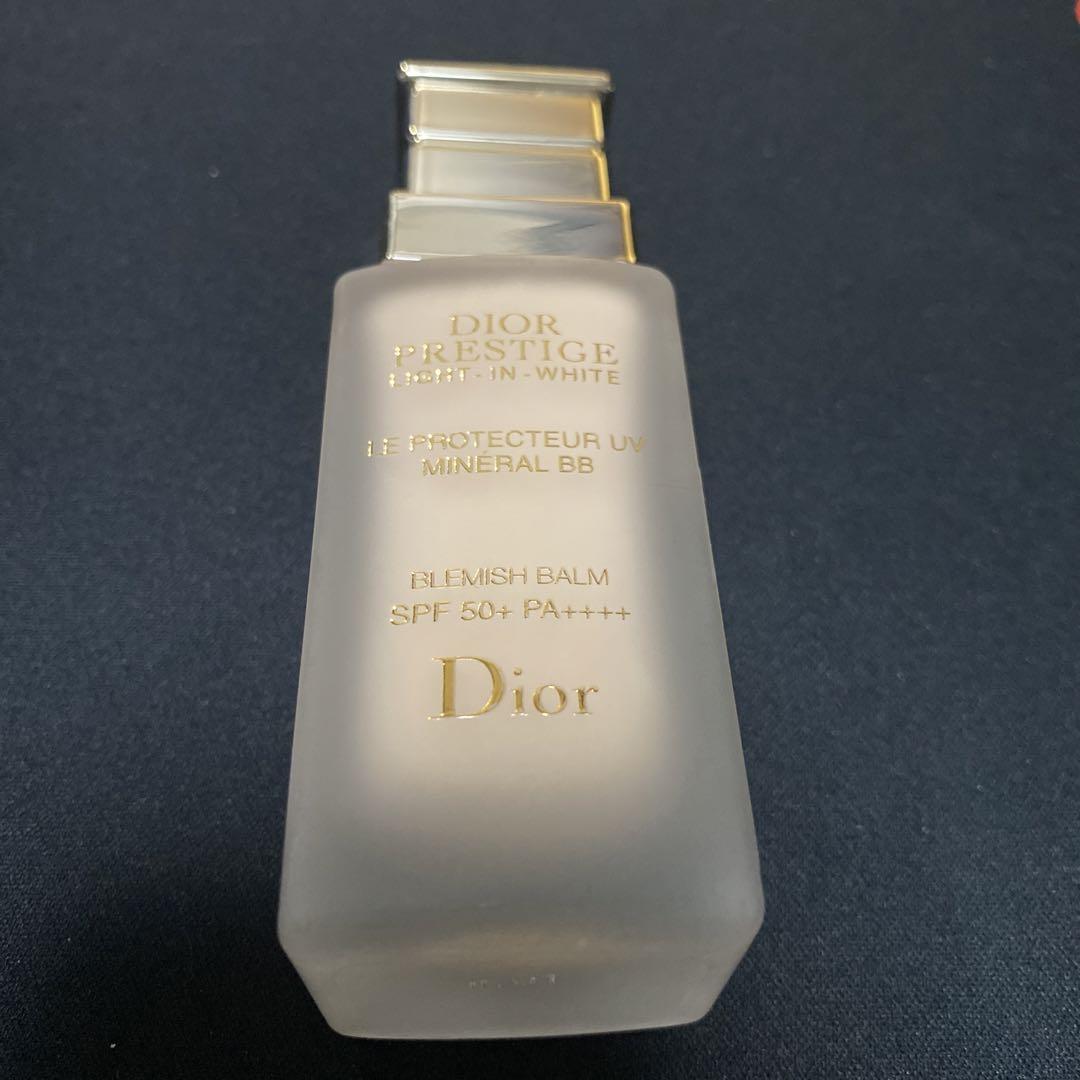 DIOR
PRESTIGE
LIGHT-IN-WHITE
LE PROTECTEUR UV
MINÉRAL BB
BLEMISH BALM
SPF 50+ PA++++
Dior